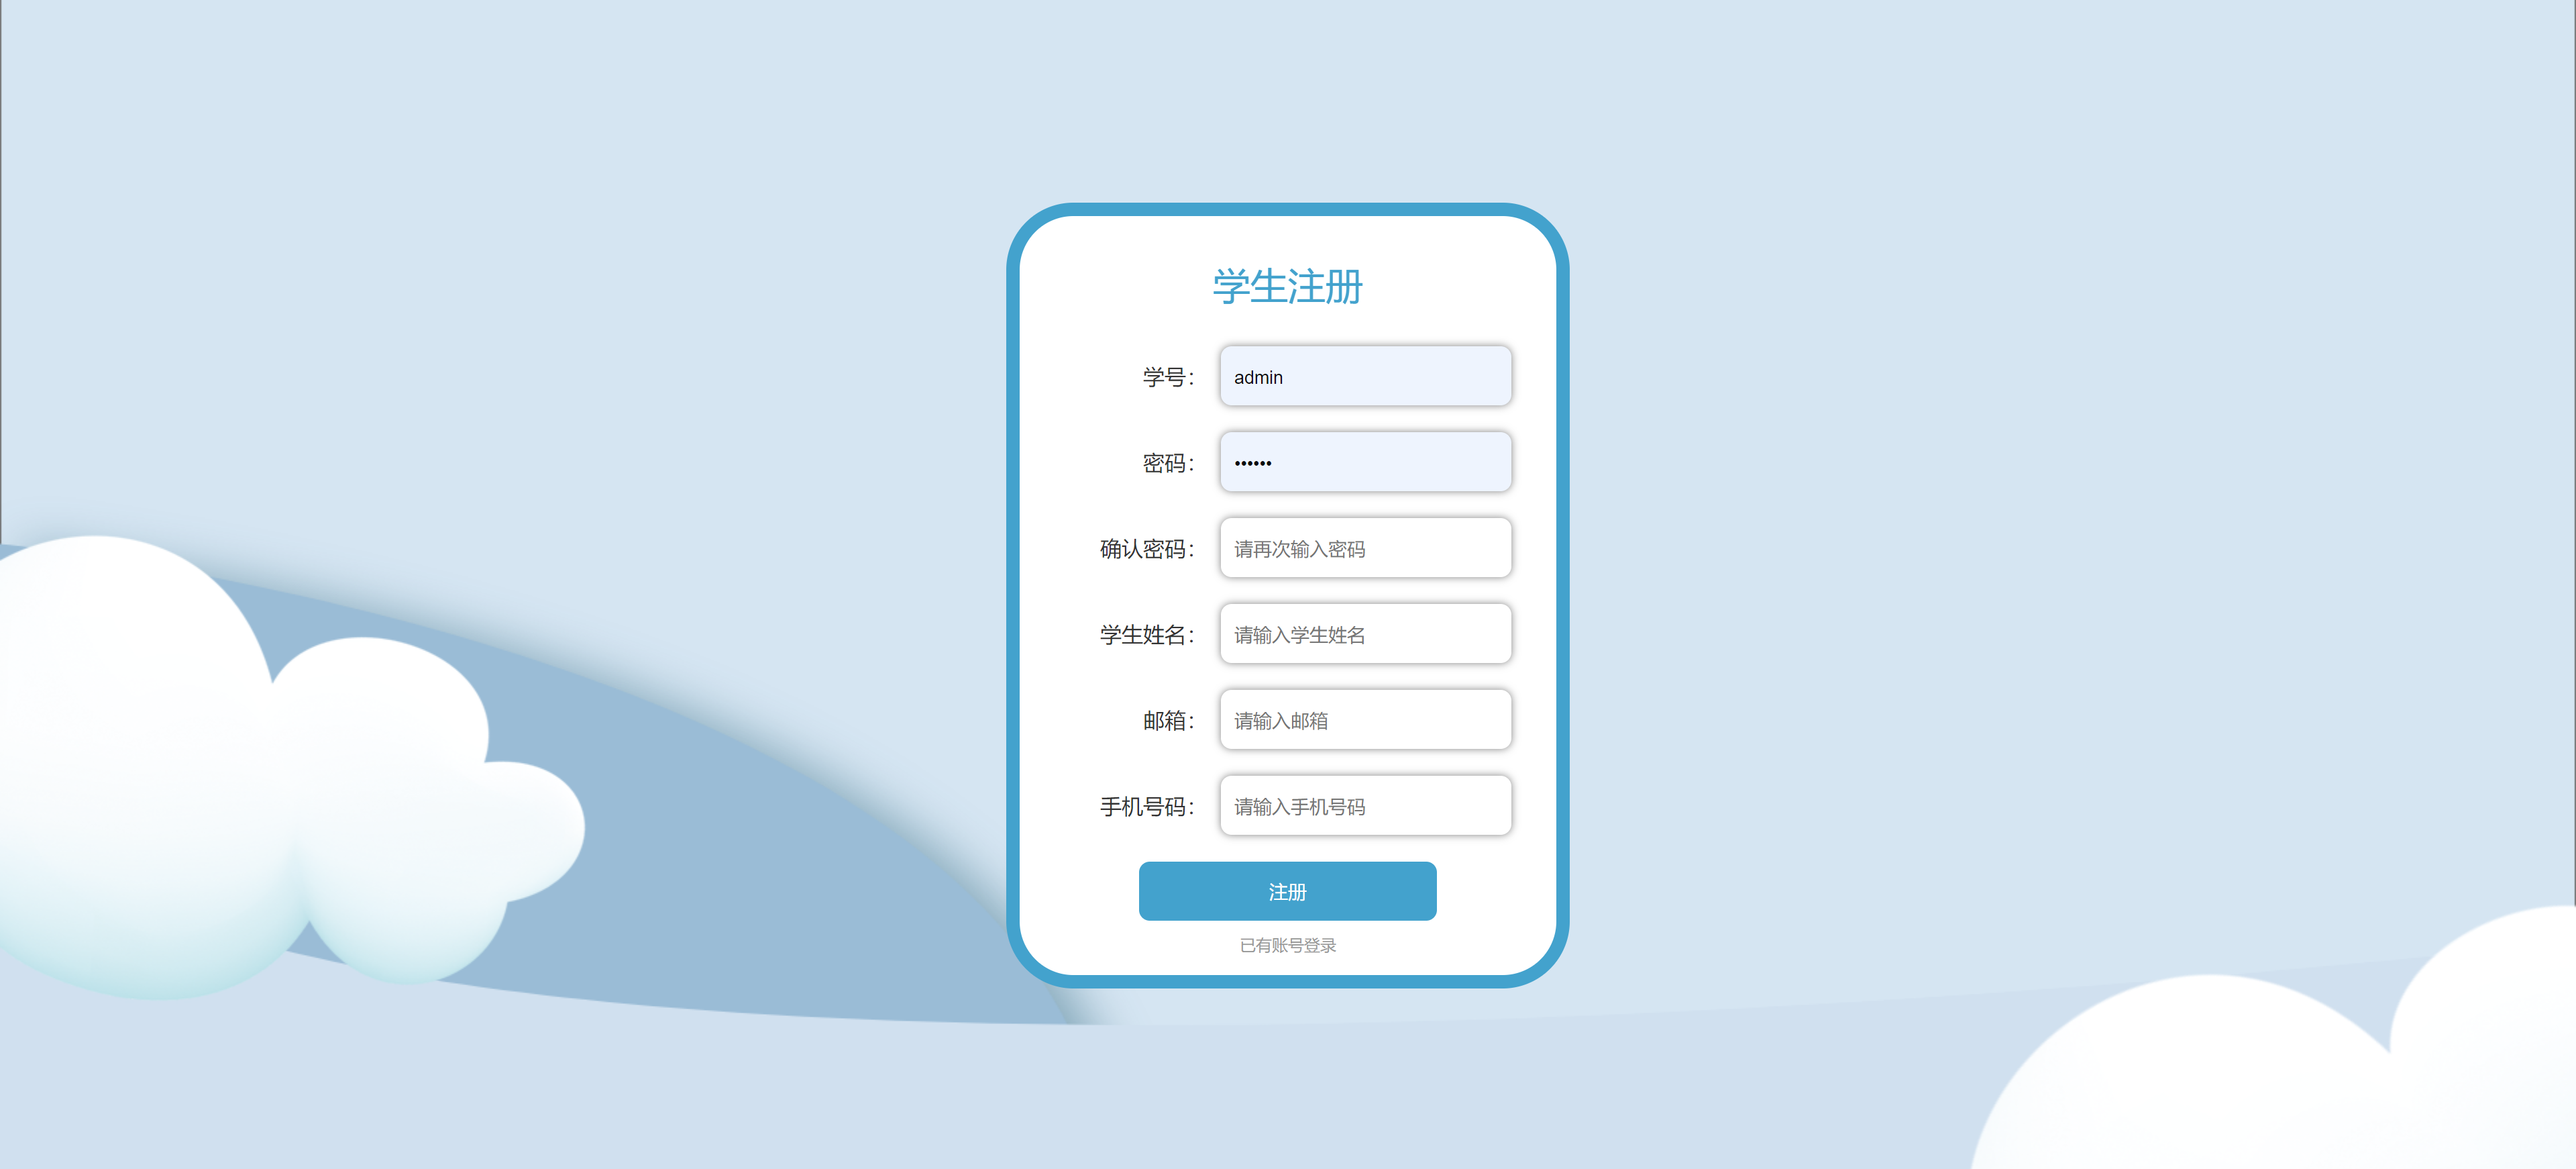 学生注册
学号： admin
密码： ••••••
确认密码： 请再次输入密码
学生姓名： 请输入学生姓名
邮箱： 请输入邮箱
手机号码： 请输入手机号码
注册
已有账号登录